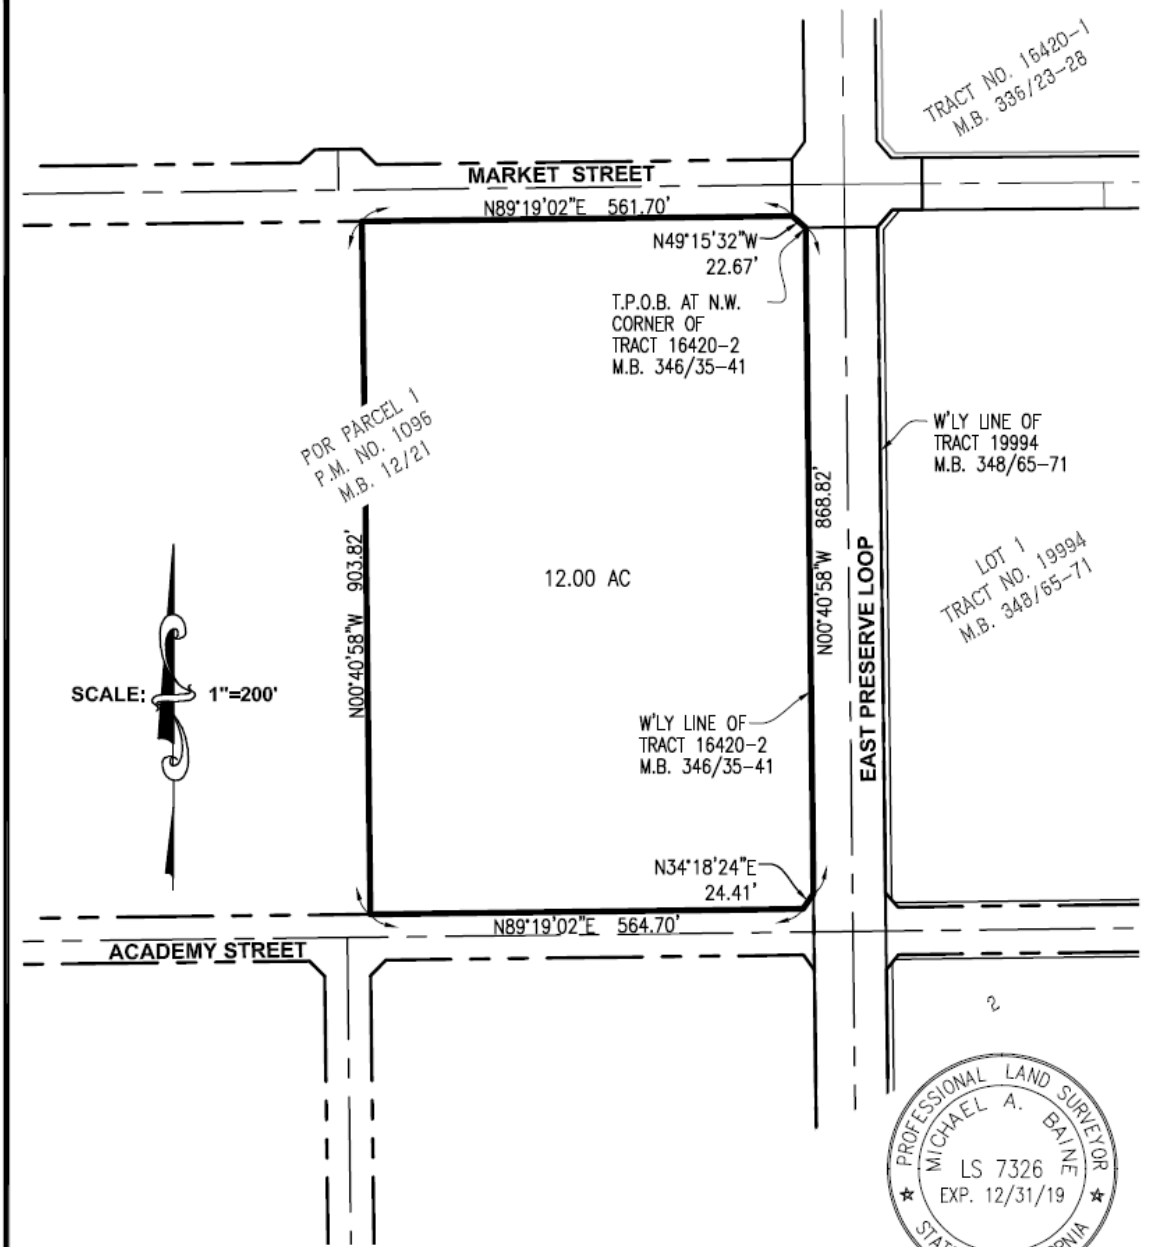 TRACT NO. 16420-1
M.B. 336/23-28
MARKET STREET
N89°19'02"E 561.70'
N49°15'32"W
22.67'
T.P.O.B. AT N.W.
CORNER OF
TRACT 16420-2
M.B. 346/35-41
POR PARCEL 1
P.M. NO. 1096
M.B. 12/21
W'LY LINE OF
TRACT 19994
M.B. 348/65-71
N00°40'58"W 868.82'
EAST PRESERVE LOOP
LOT 1
TRACT NO. 19994
M.B. 348/65-71
N00°40'58"W 903.82'
12.00 AC
SCALE: 1"=200'
W'LY LINE OF
TRACT 16420-2
M.B. 346/35-41
N34°18'24"E
24.41'
N89°19'02"E 564.70'
ACADEMY STREET
2
PROFESSIONAL LAND SURVEYOR
MICHAEL A. BAINE
LS 7326
EXP. 12/31/19